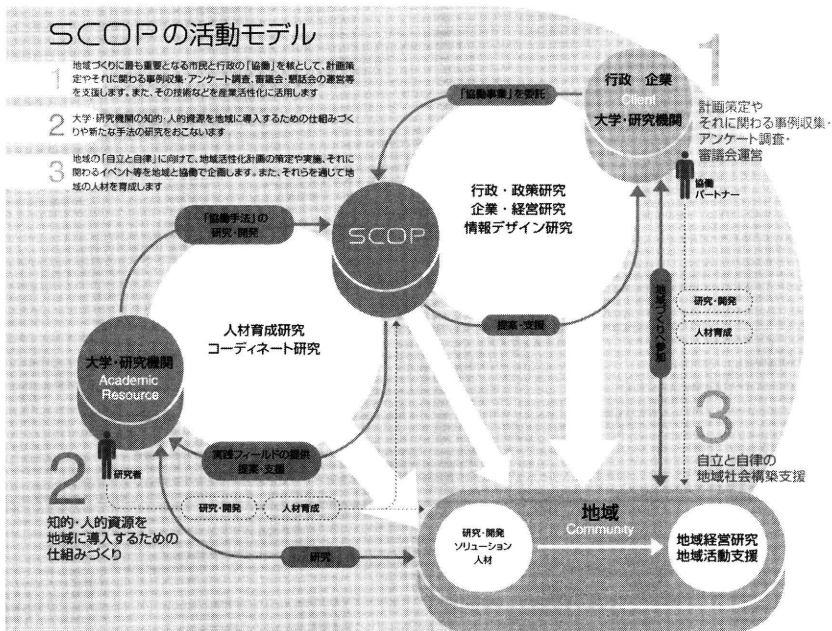 SCOPの活動モデル
1
地域づくりに最も重要となる市民と行政の「協働」を核として、計画策
定やそれに関わる事例収集・アンケート調査、審議会・懇話会の運営等
を支援します。また、その技術などを産業活性化に活用します
2
大学・研究機関の知的・人的資源を地域に導入するための仕組みづく
りや新たな手法の研究をおこないます
3
地域の「自立と自律」に向けて、地域活性化計画の策定や実施、それに
関わるイベント等を地域と協働で企画します。また、それらを通じて地
域の人材を育成します
「協働事業」を委託
行政 企業
Client
大学・研究機関
1
計画策定や
それに関わる事例収集・
アンケート調査・
審議会運営
協働
パートナー
「協働手法」の
研究・開発
SCOP
行政・政策研究
企業・経営研究
情報デザイン研究
提案・支援
地域づくりへ参加
研究・開発
人材育成
人材育成研究
コーディネート研究
大学・研究機関
Academic
Resource
研究者
実践フィールドの提供
提案・支援
2
知的・人的資源を
地域に導入するための
仕組みづくり
研究・開発
人材育成
研究
3
自立と自律の
地域社会構築支援
地域
Community
研究・開発
ソリューション
人材
地域経営研究
地域活動支援